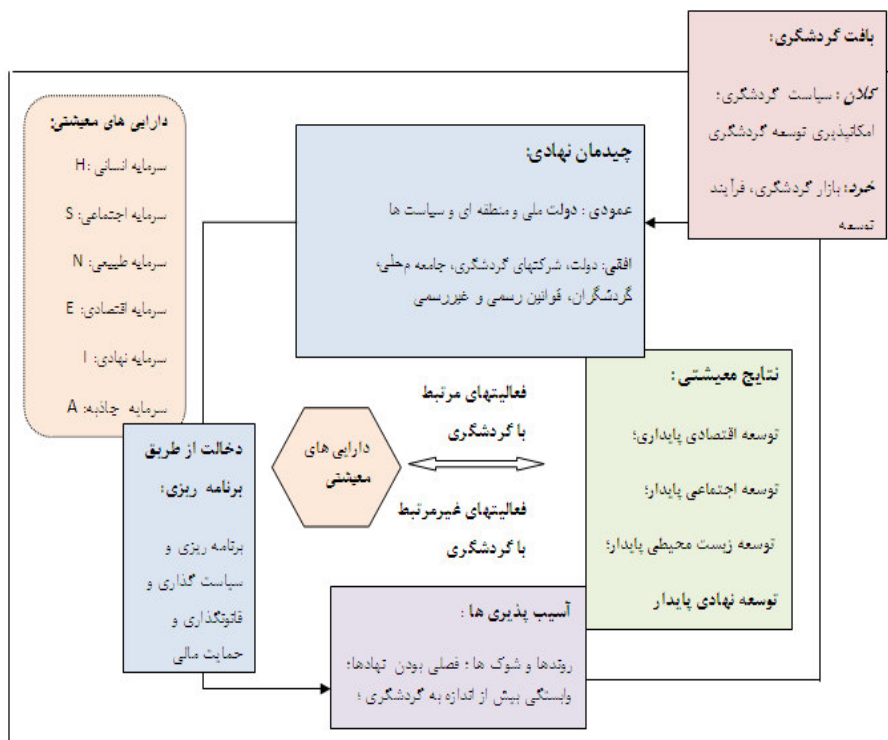 بافت گردشگری:
کلان: سیاست گردشگری؛
امکانپذیری توسعه گردشگری
خرد: بازار گردشگری، فرآیند
توسعه
دارایی های معیشتی:
سرمایه انسانی: H
سرمایه اجتماعی: S
سرمایه طبیعی: N
سرمایه اقتصادی: E
سرمایه نهادی: I
سرمایه جاذبه: A
چیدمان نهادی:
عمودی: دولت ملی و منطقه ای و سیاست ها
افقی: دولت، شرکتهای گردشگری، جامعه محلی،
گردشگران، قوانین رسمی و غیررسمی
نتایج معیشتی:
توسعه اقتصادی پایداری؛
توسعه اجتماعی پایدار؛
توسعه زیست محیطی پایدار؛
توسعه نهادی پایدار
فعالیتهای مرتبط
با گردشگری
دارایی های
معیشتی
فعالیتهای غیرمرتبط
با گردشگری
دخالت از طریق
برنامه ریزی:
برنامه ریزی و
سیاست گذاری و
قانونگذاری و
حمایت مالی
آسیب پذیری ها:
روندها و شوک ها؛ فصلی بودن نهادها؛
وابستگی بیش از اندازه به گردشگری؛